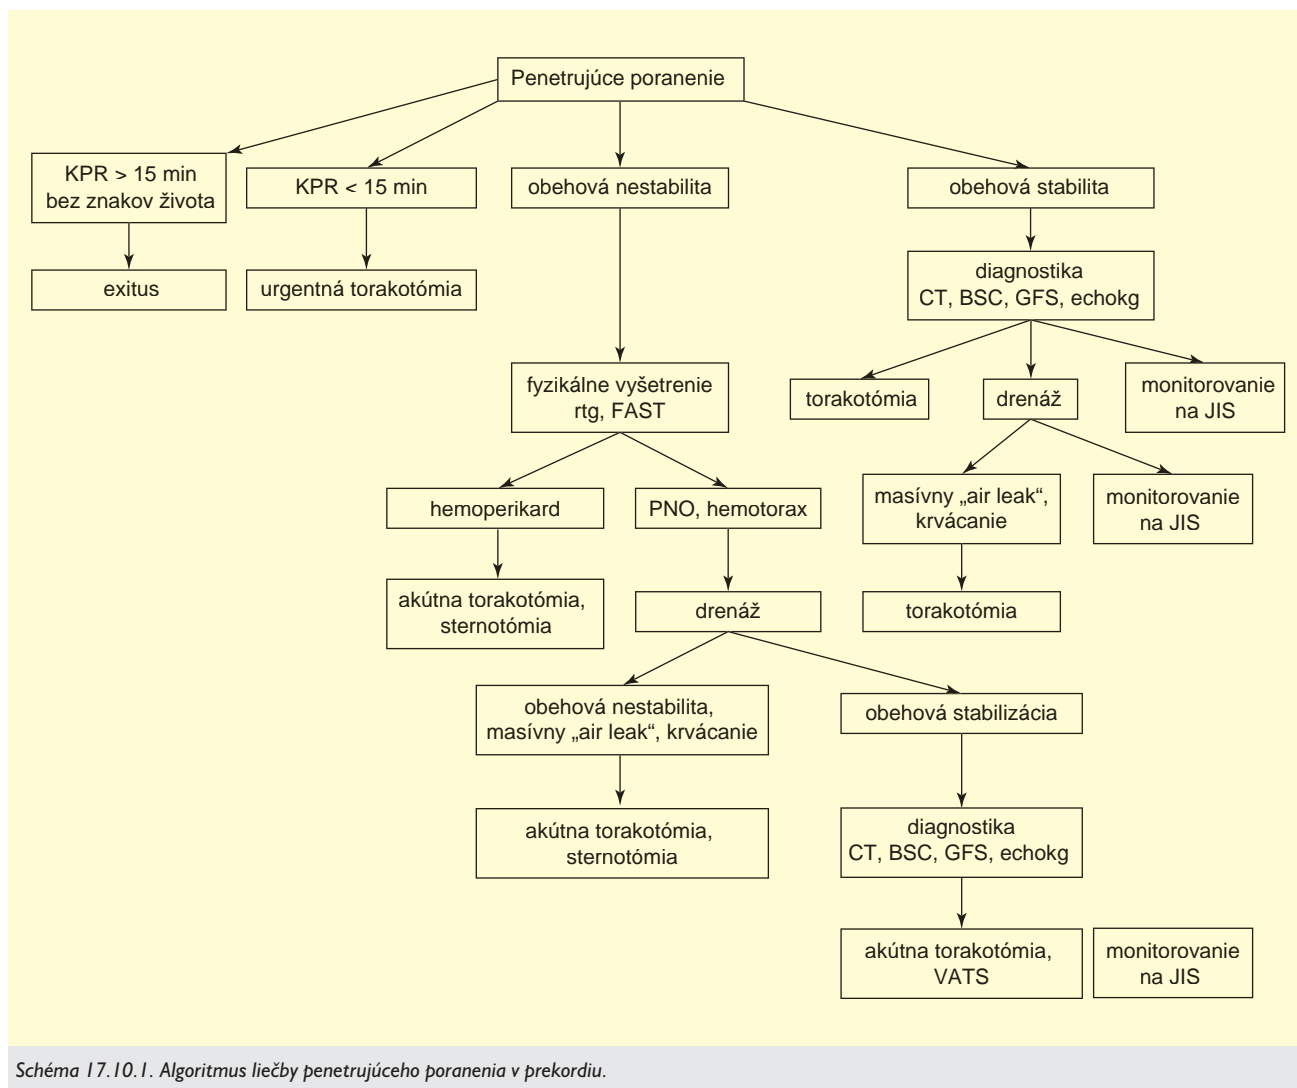 Penetrujúce poranenie
KPR > 15 min
bez znakov života
KPR < 15 min
obehová nestabilita
obehová stabilita
exitus
urgentná torakotómia
diagnostika
CT, BSC, GFS, echokg
fyzikálne vyšetrenie
rtg, FAST
torakotómia
drenáž
monitorovanie
na JIS
hemoperikard
PNO, hemotorax
masívny „air leak“,
krvácanie
monitorovanie
na JIS
akútna torakotómia,
sternotómia
drenáž
torakotómia
obehová nestabilita,
masívny „air leak“, krvácanie
obehová stabilizácia
akútna torakotómia,
sternotómia
diagnostika
CT, BSC, GFS, echokg
akútna torakotómia,
VATS
monitorovanie
na JIS
Schéma 17.10.1. Algoritmus liečby penetrujúceho poranenia v prekordiu.